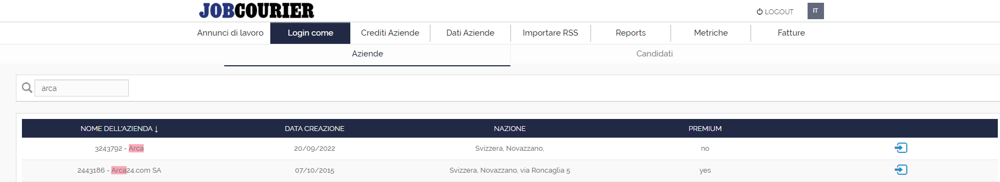 JOBCOURIER
LOGOUT IT
Annunci di lavoro Login come Crediti Aziende Dati Aziende Importare RSS Reports Metriche Fatture
Aziende Candidati
arca
NOME DELL'AZIENDA ↓ DATA CREAZIONE NAZIONE PREMIUM
3243792 - Arca 20/09/2022 Svizzera, Novazzano, no
2443186 - Arca24.com SA 07/10/2015 Svizzera, Novazzano, via Roncaglia 5 yes